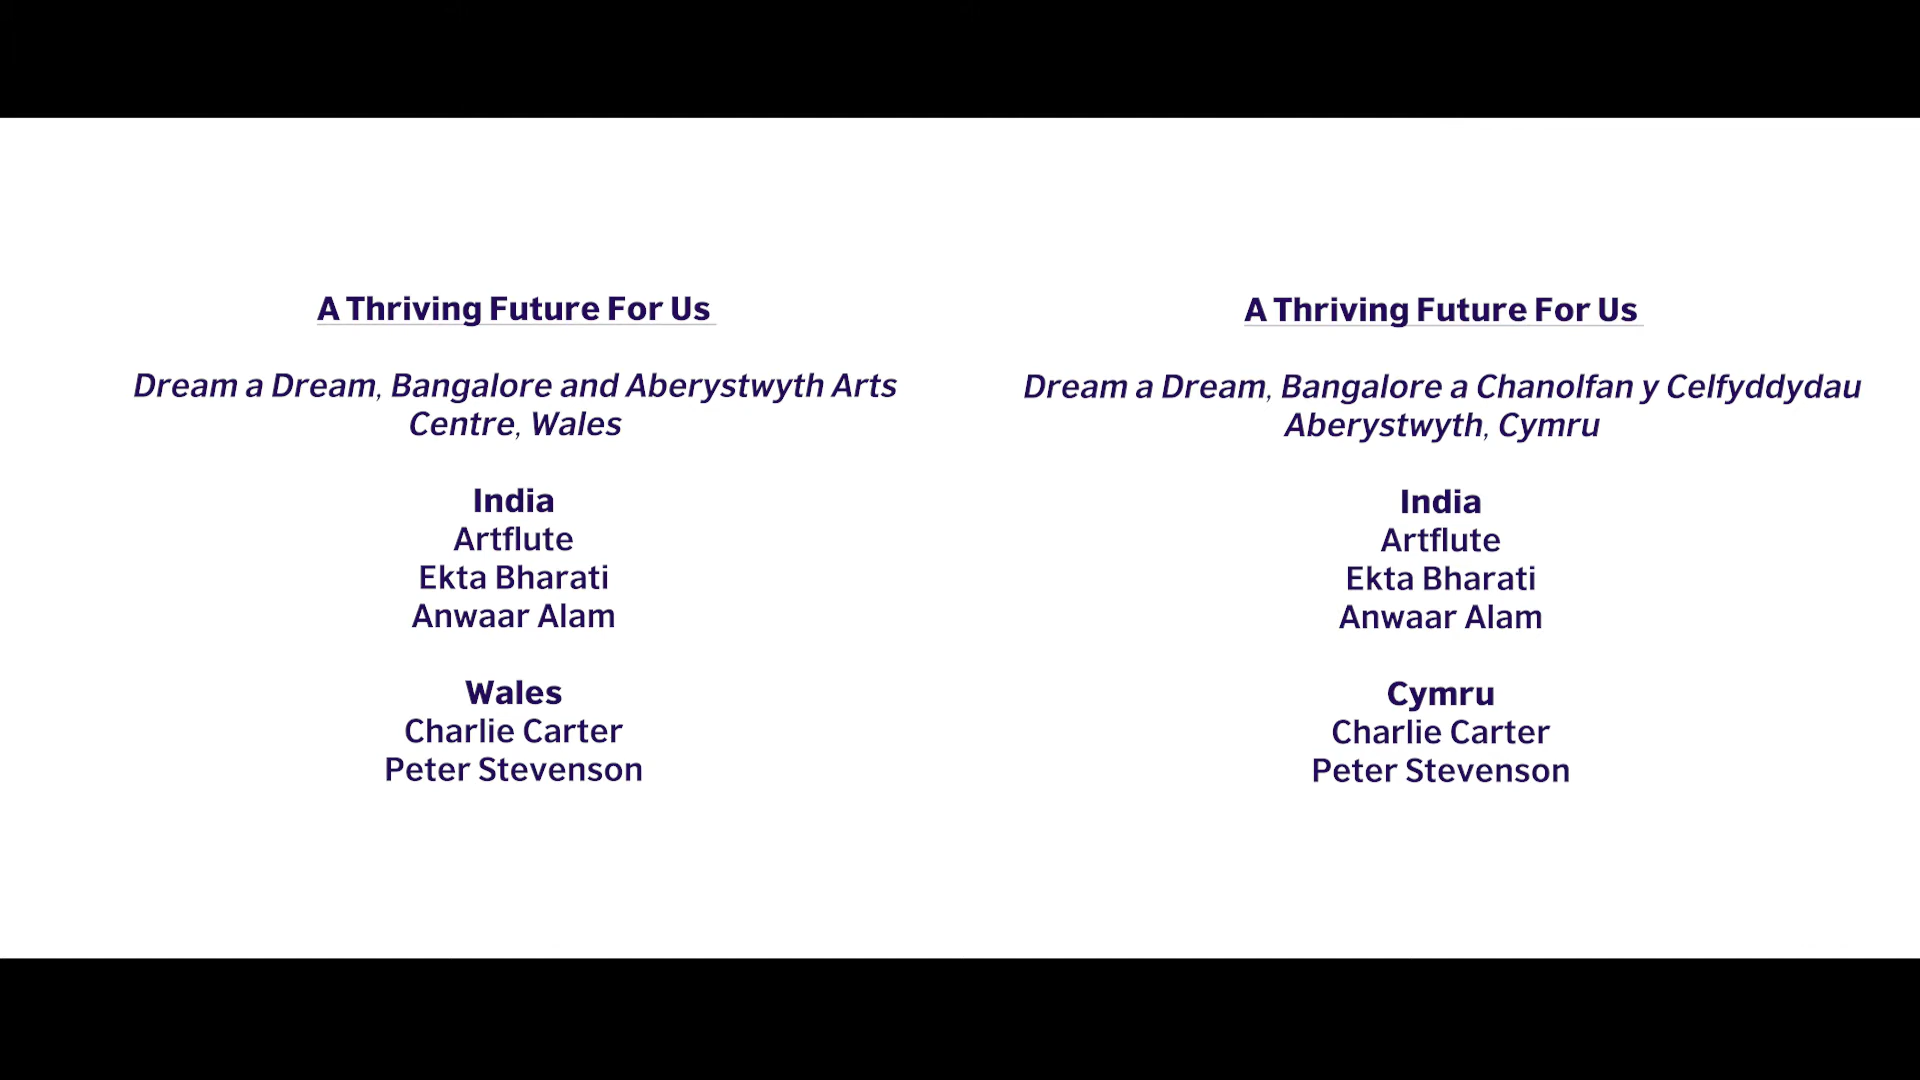 A Thriving Future For Us
Dream a Dream, Bangalore and Aberystwyth Arts
Centre, Wales
India
Artflute
Ekta Bharati
Anwaar Alam
Wales
Charlie Carter
Peter Stevenson
A Thriving Future For Us
Dream a Dream, Bangalore a Chanolfan y Celfyddydau
Aberystwyth, Cymru
India
Artflute
Ekta Bharati
Anwaar Alam
Cymru
Charlie Carter
Peter Stevenson